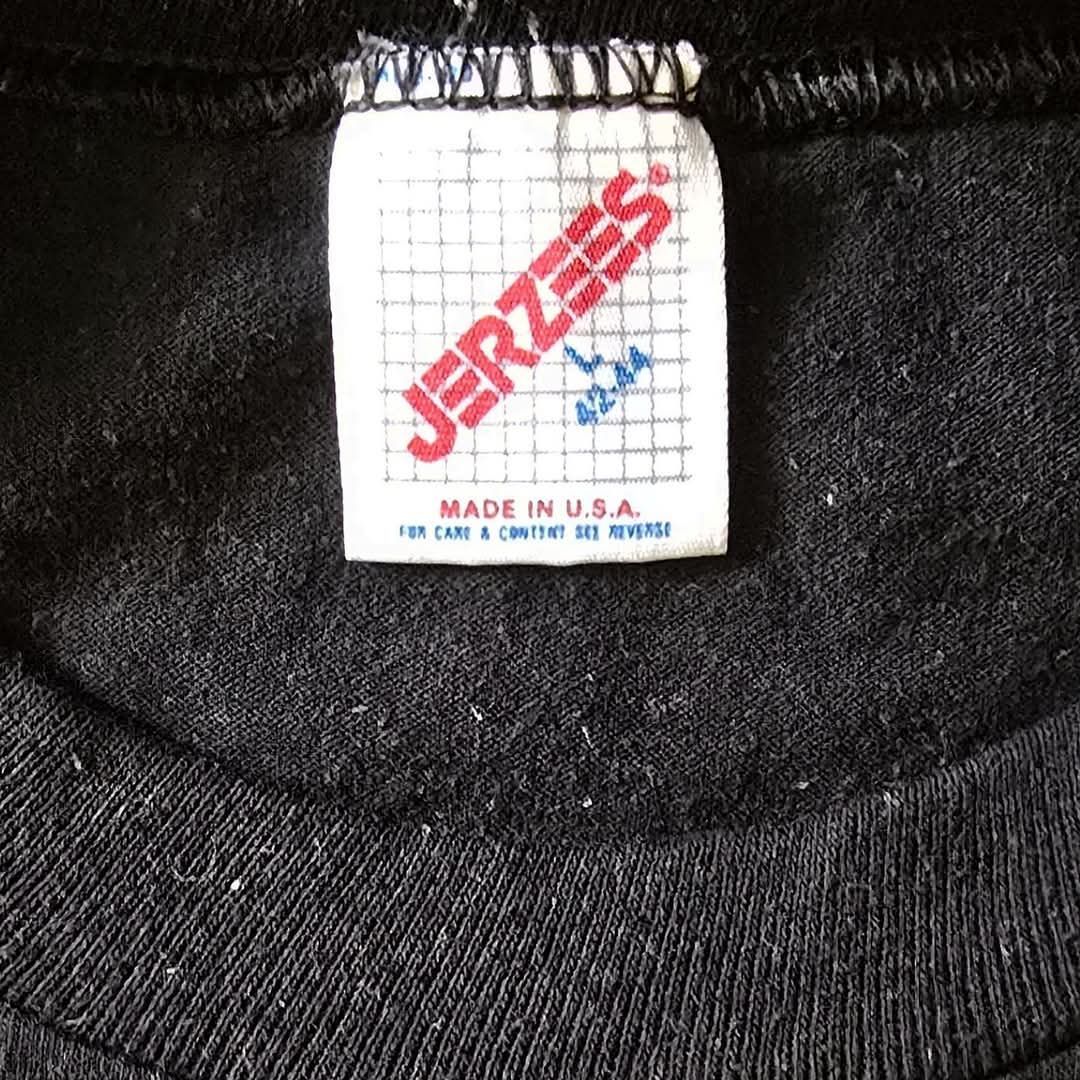 JERZEES®
L
42-44
MADE IN U.S.A.
FOR CARE & CONTENT SEE REVERSE